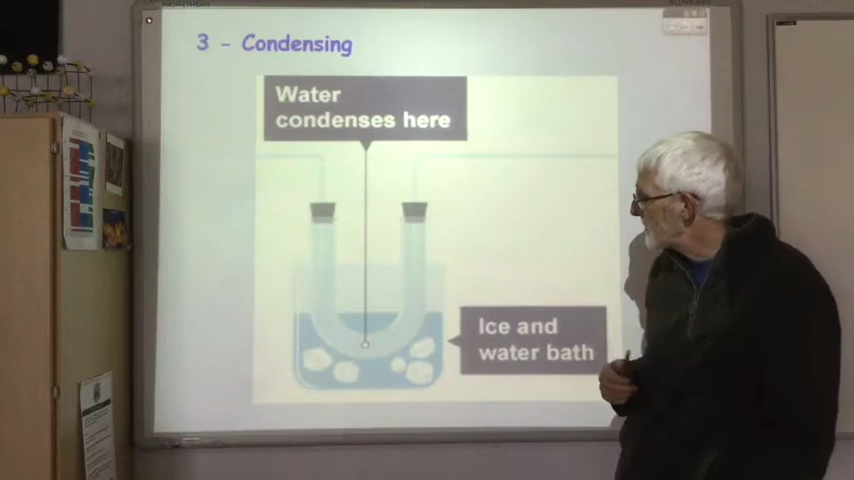 3 - Condensing
Water
condenses here
Ice and
water bath